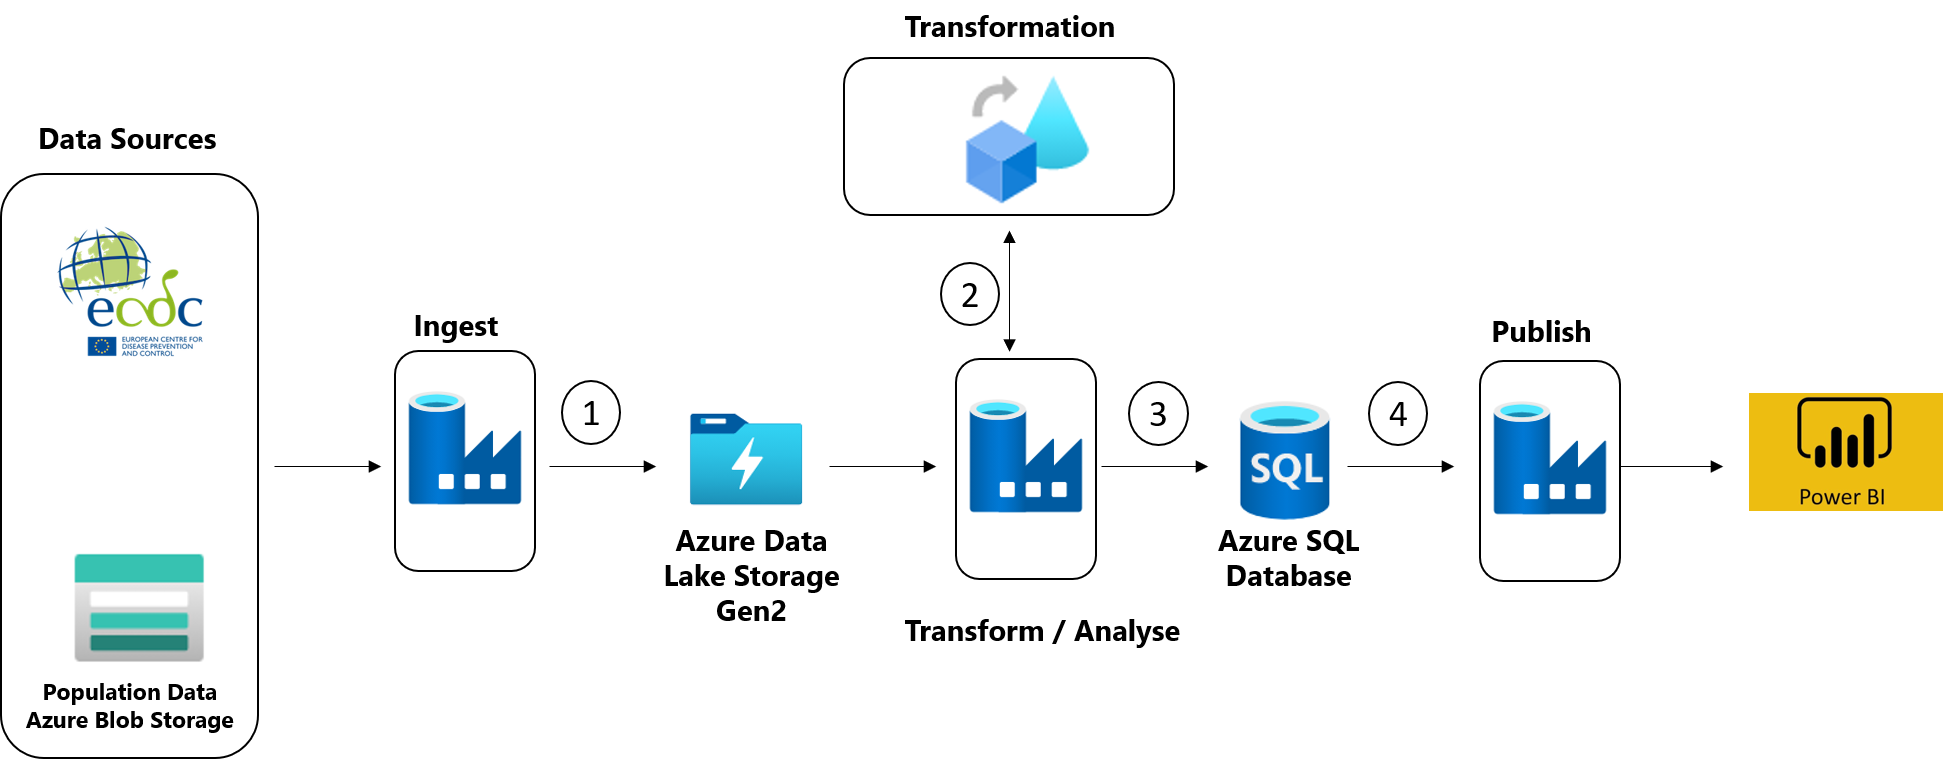 Transformation
Data Sources
ecdc
EUROPEAN CENTRE FOR
DISEASE PREVENTION
AND CONTROL
Population Data
Azure Blob Storage
Ingest
1
Azure Data
Lake Storage
Gen2
2
Transform / Analyse
3
SQL
Azure SQL
Database
4
Publish
Power BI